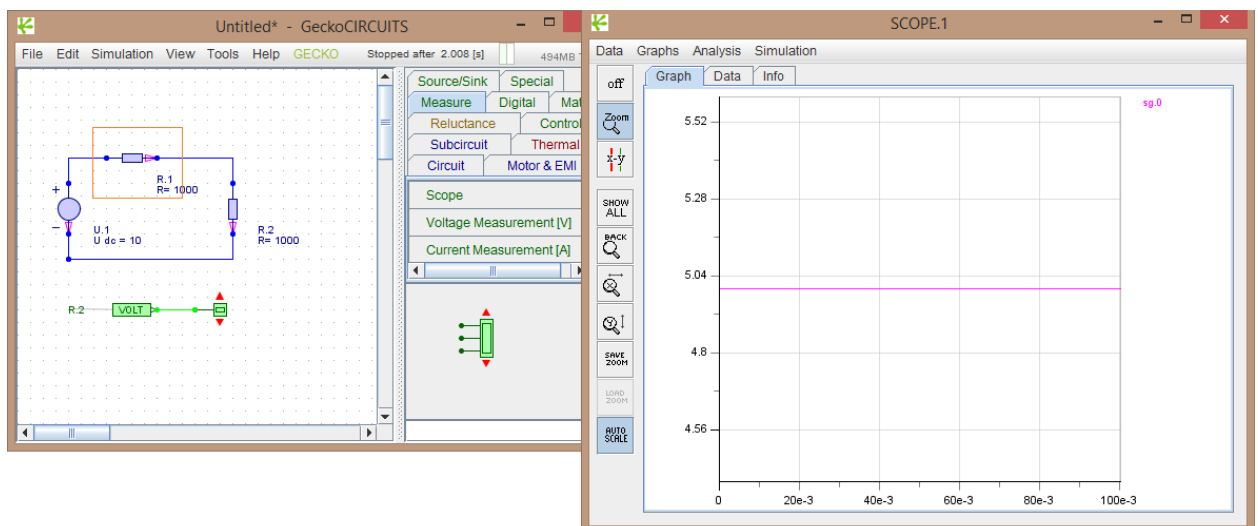 Untitled* - GeckoCIRCUITS
File Edit Simulation View Tools Help GECKO Stopped after 2.008 [s] 494MB
Source/Sink Special
Measure Digital Mat
Reluctance Control
Subcircuit Thermal
Circuit Motor & EMI
Scope
Voltage Measurement [V]
Current Measurement [A]
R.1
R= 1000
+
−
U.1
U dc = 10
R.2
R= 1000
R.2 VOLT
SCOPE.1
Data Graphs Analysis Simulation
off
Zoom
x-y
SHOW ALL
BACK
SAVE ZOOM
LOAD ZOOM
AUTO SCALE
Graph Data Info
sg.0
5.52
5.28
5.04
4.8
4.56
0 20e-3 40e-3 60e-3 80e-3 100e-3